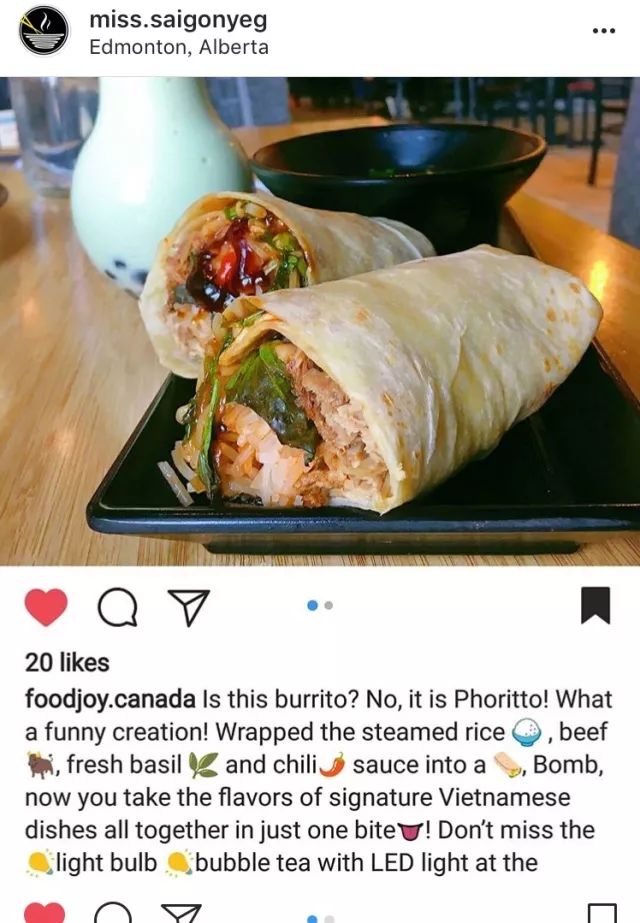 miss.saigonyeg
Edmonton, Alberta
20 likes
foodjoy.canada Is this burrito? No, it is Phoritto! What
a funny creation! Wrapped the steamed rice 🍚 , beef
🐂, fresh basil 🌿 and chili🌶️ sauce into a 🌯, Bomb,
now you take the flavors of signature Vietnamese
dishes all together in just one bite👅! Don't miss the
💡light bulb 💡bubble tea with LED light at the